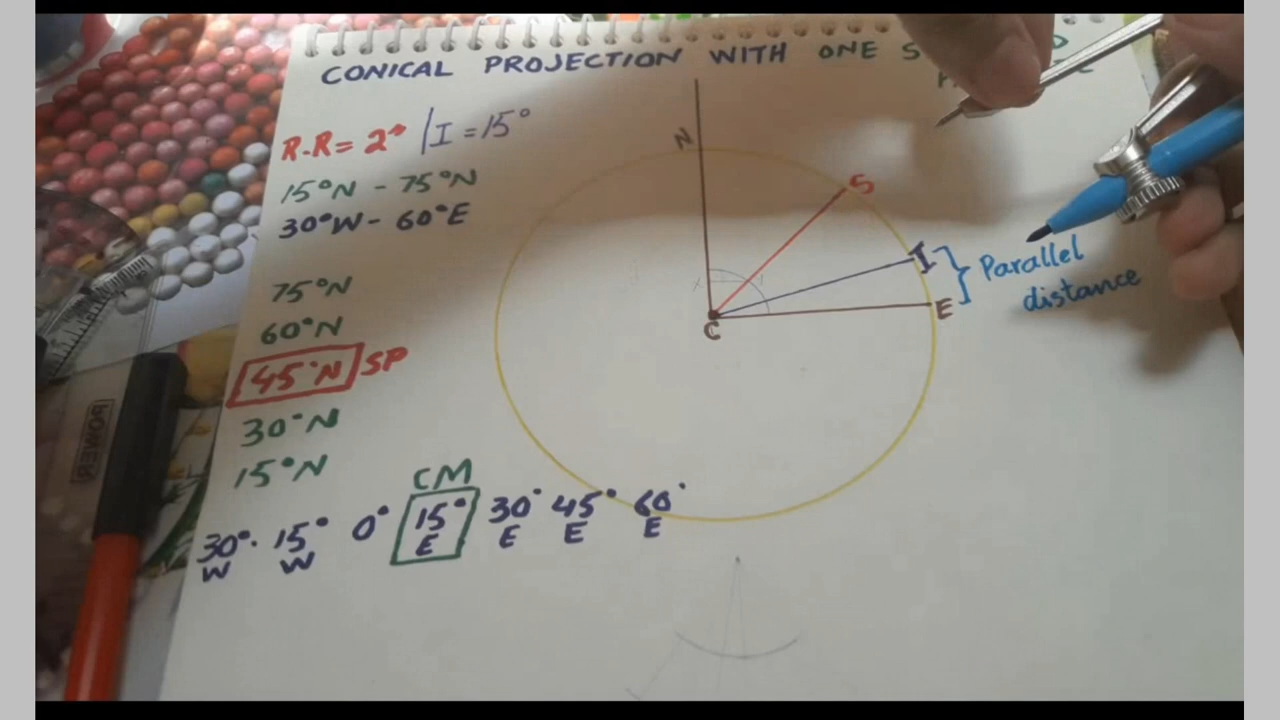 CONICAL PROJECTION WITH ONE S
R.R= 2" / I = 15°
15°N - 75°N
30°W - 60°E
75°N
60°N
45°N SP
30°N
15°N
CM
30° 15° 0° 15° 30° 45° 60°
W W E E E E
N
S
I
E
C
Parallel
distance
POWER